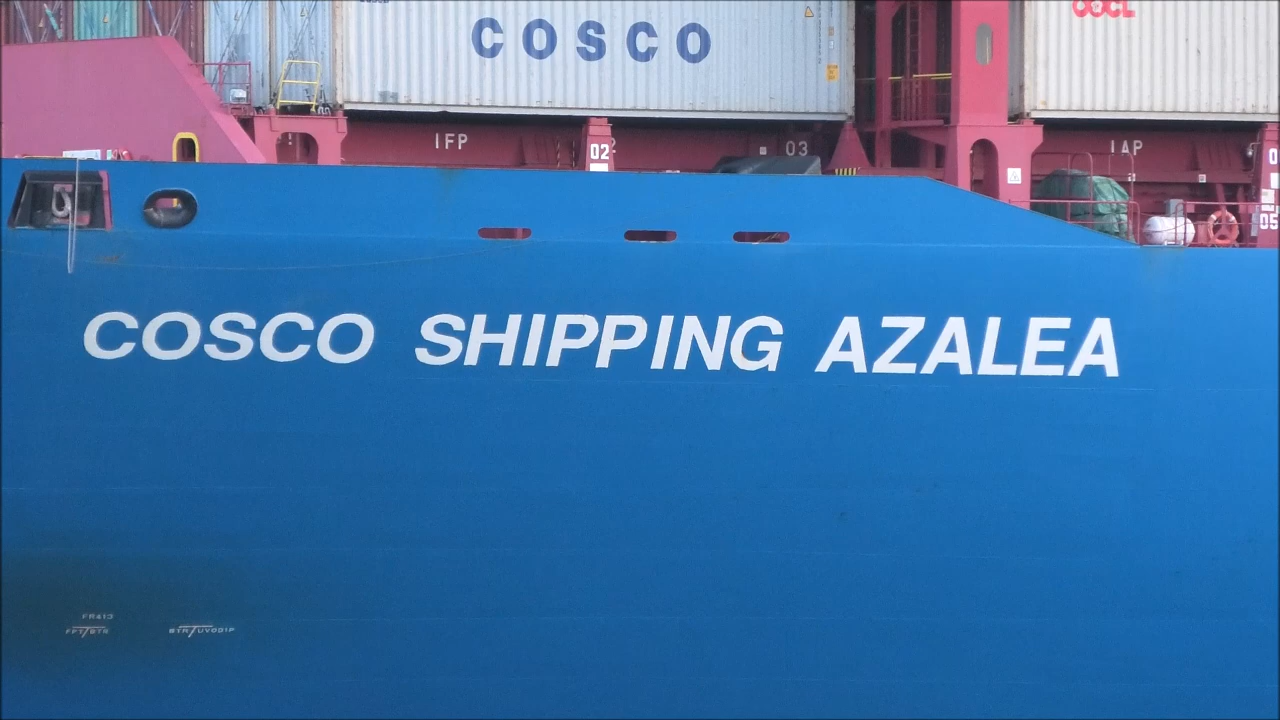 COSCO
OOCL
IFP
02
03
IAP
05
COSCO SHIPPING AZALEA